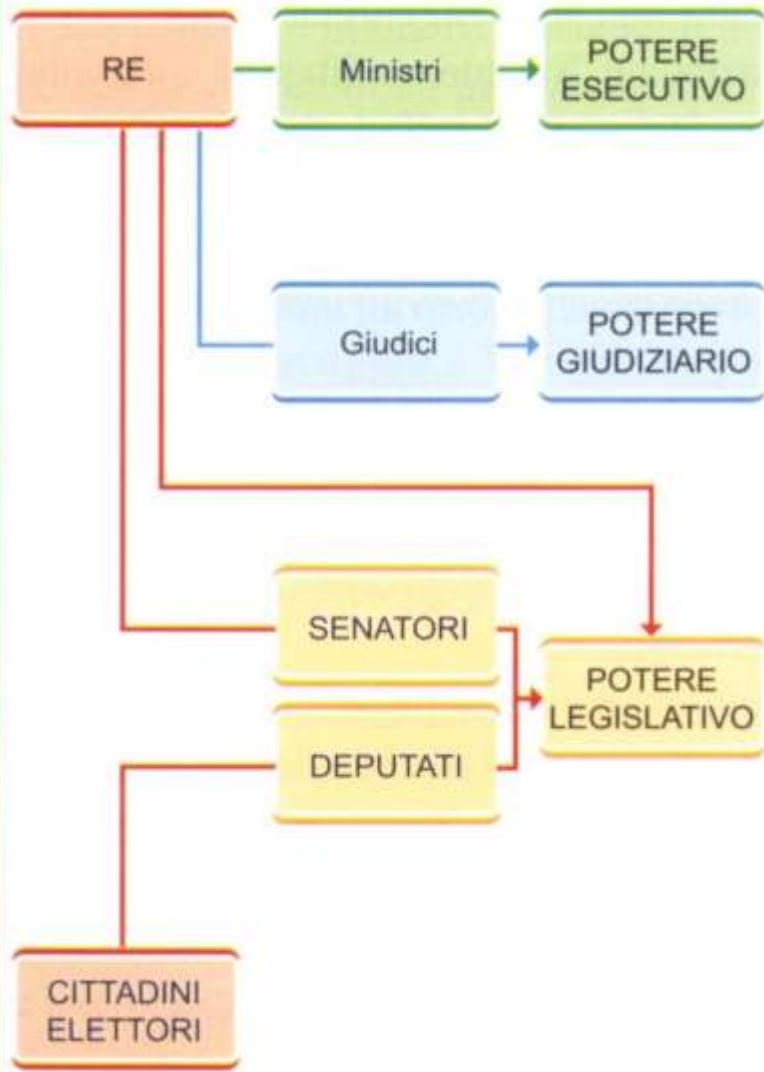 RE
Ministri
POTERE
ESECUTIVO
Giudici
POTERE
GIUDIZIARIO
SENATORI
POTERE
LEGISLATIVO
DEPUTATI
CITTADINI
ELETTORI